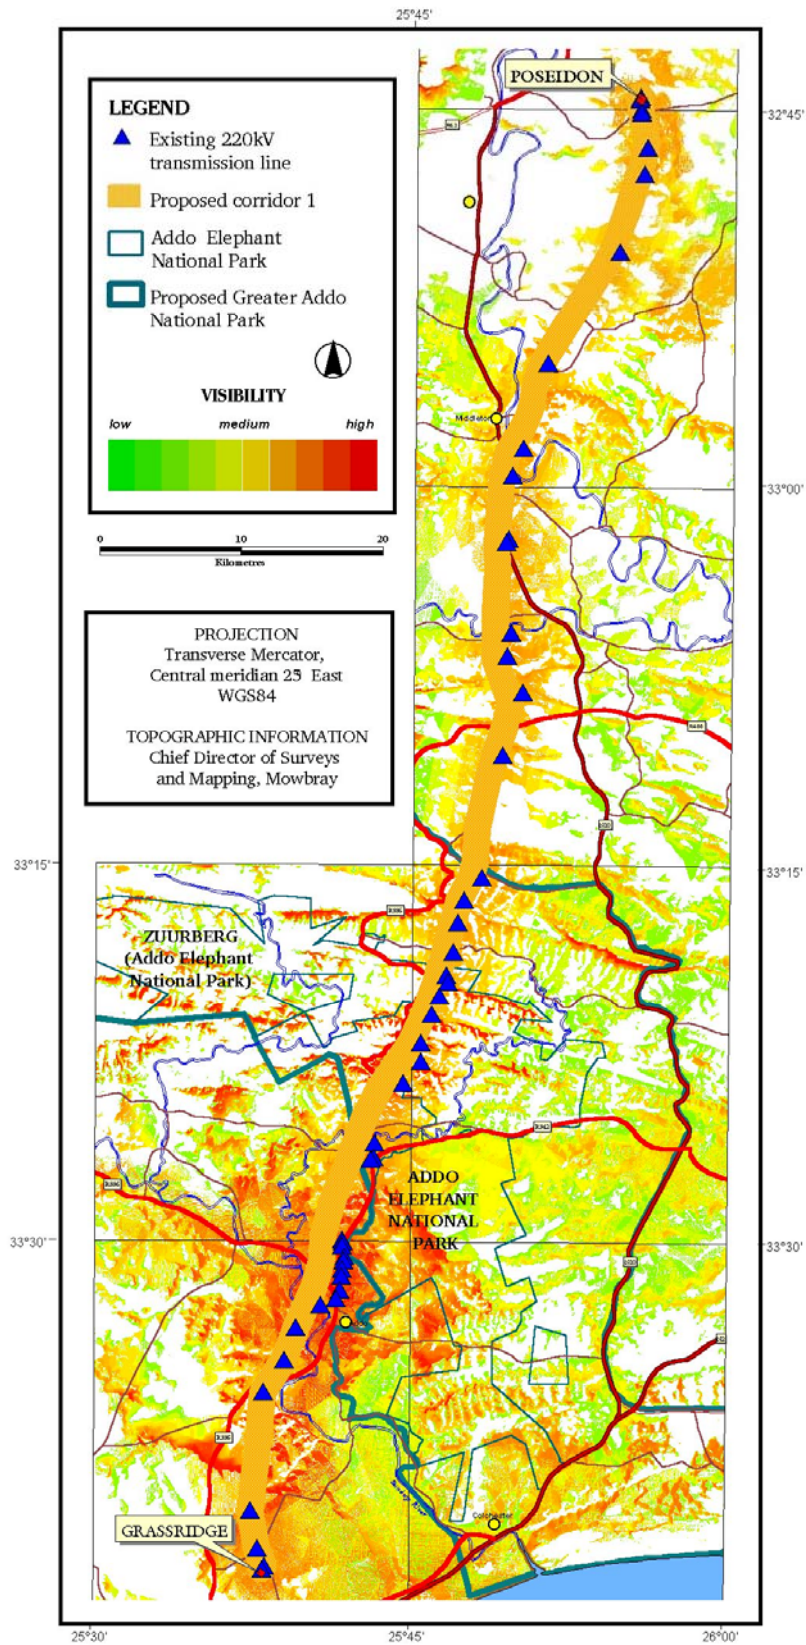 25°45'
POSEIDON
32°45'
LEGEND
Existing 220kV
transmission line
Proposed corridor 1
Addo Elephant
National Park
Proposed Greater Addo
National Park
VISIBILITY
low medium high
Middleton
33°00'
0 10 20
Kilometres
PROJECTION
Transverse Mercator,
Central meridian 25 East
WGS84
TOPOGRAPHIC INFORMATION
Chief Director of Surveys
and Mapping, Mowbray
33°15'
33°15'
ZUURBERG
(Addo Elephant
National Park)
R342
ADDO
ELEPHANT
NATIONAL
PARK
33°30'
33°30'
GRASSRIDGE
Colchester
25°30'
25°45'
26°00'